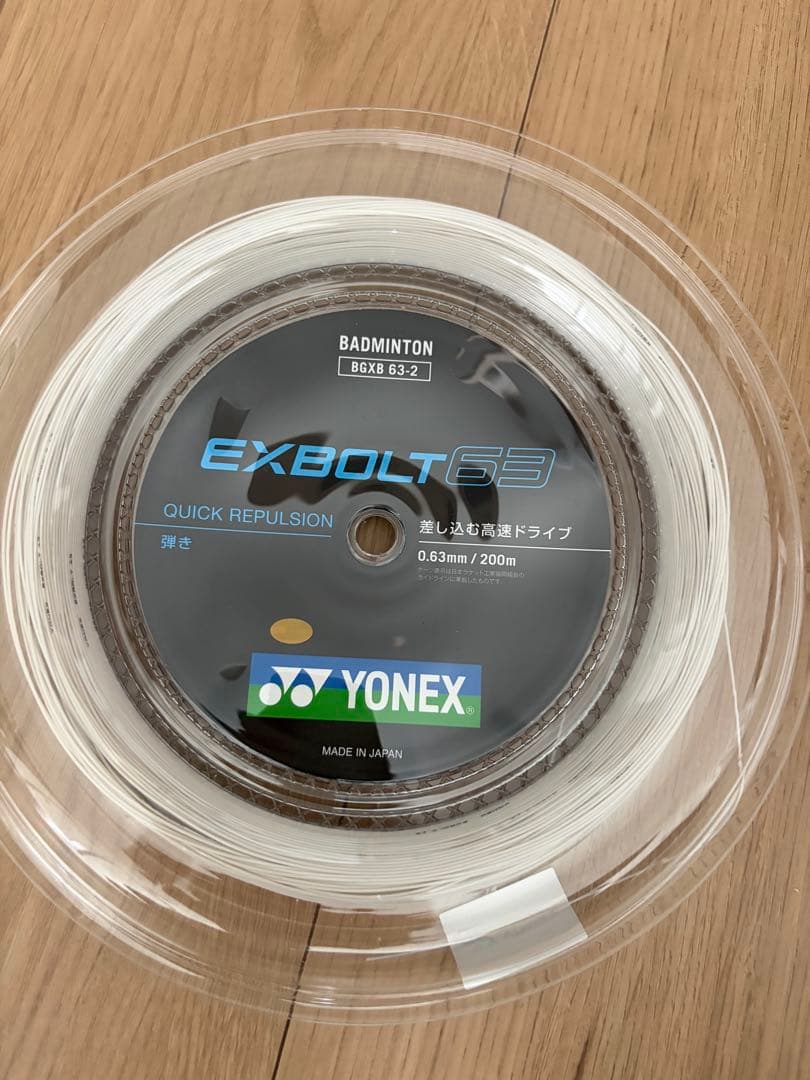 BADMINTON
BGXB 63-2
EXBOLT63
QUICK REPULSION
弾き
差し込む高速ドライブ
0.63mm / 200m
YONEX®
MADE IN JAPAN